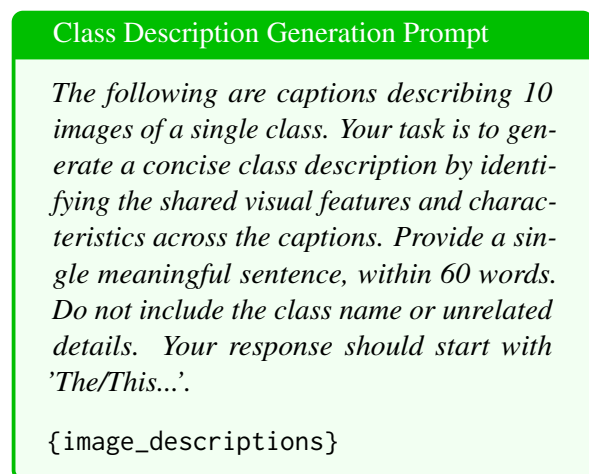 Class Description Generation Prompt
The following are captions describing 10
images of a single class. Your task is to gen-
erate a concise class description by identi-
fying the shared visual features and charac-
teristics across the captions. Provide a sin-
gle meaningful sentence, within 60 words.
Do not include the class name or unrelated
details. Your response should start with
'The/This...'.
{image_descriptions}